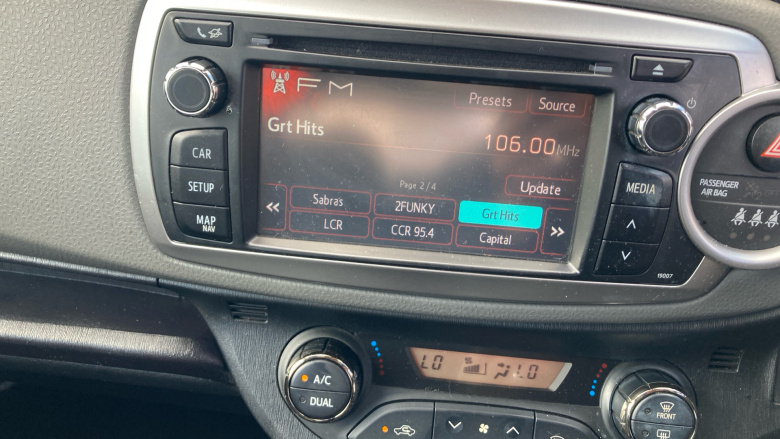 FM
Presets
Source
Grt Hits
106.00MHz
Page 2/4
Update
Sabras
2FUNKY
Grt Hits
LCR
CCR 95.4
Capital
<<
>>
CAR
SETUP
MAP
NAV
MEDIA
19007
PASSENGER
AIR BAG
LO
LO
A/C
DUAL
FRONT